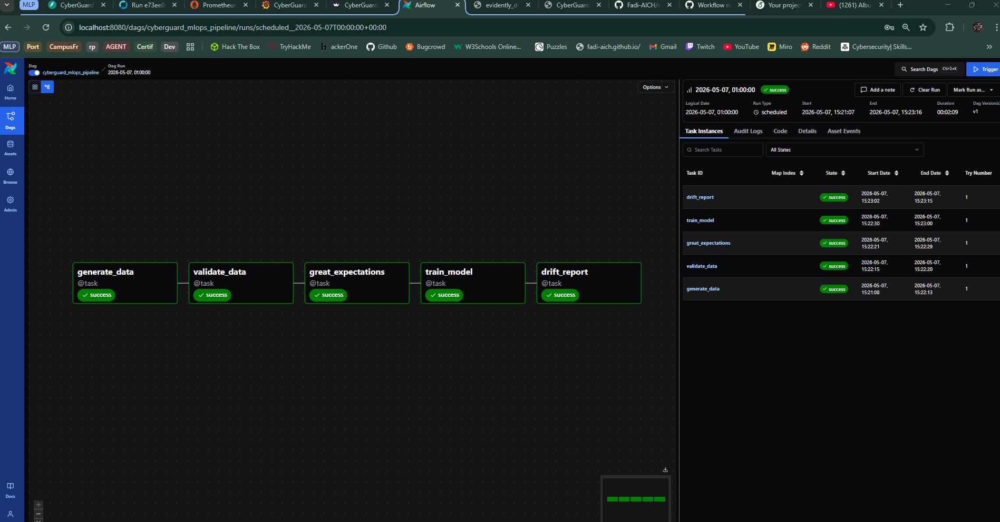 MLP
CyberGuard
Run e73ee8
Prometheus
CyberGuard
CyberGuard
Airflow
evidently_d
CyberGuard
Fadi-AICH/c
Workflow ru
Your project
(1261) Albu
localhost:8080/dags/cyberguard_mlops_pipeline/runs/scheduled__2026-05-07T00:00:00+00:00
MLP
Port
CampusFr
rp
AGENT
Certif
Dev
Hack The Box
TryHackMe
ackerOne
Github
Bugcrowd
W3Schools Online...
Puzzles
fadi-aich.github.io/
Gmail
Twitch
YouTube
Miro
Reddit
Cybersecurity| Skills...
Dag
cyberguard_mlops_pipeline
Dag Run
2026-05-07, 01:00:00
Search Dags Ctrl+K
Trigger
Home
Dags
Assets
Browse
Admin
Docs
Options
generate_data
@task
success
validate_data
@task
success
great_expectations
@task
success
train_model
@task
success
drift_report
@task
success
2026-05-07, 01:00:00 success
Add a note
Clear Run
Mark Run as...
Logical Date
2026-05-07, 01:00:00
Run Type
scheduled
Start
2026-05-07, 15:21:07
End
2026-05-07, 15:23:16
Duration
00:02:09
Dag Version(s
v1
Task Instances
Audit Logs
Code
Details
Asset Events
Search Tasks
All States
Task ID Map Index State Start Date End Date Try Number
drift_report success 2026-05-07, 15:23:02 2026-05-07, 15:23:15 1
train_model success 2026-05-07, 15:22:30 2026-05-07, 15:23:00 1
great_expectations success 2026-05-07, 15:22:21 2026-05-07, 15:22:29 1
validate_data success 2026-05-07, 15:22:15 2026-05-07, 15:22:20 1
generate_data success 2026-05-07, 15:21:08 2026-05-07, 15:22:13 1